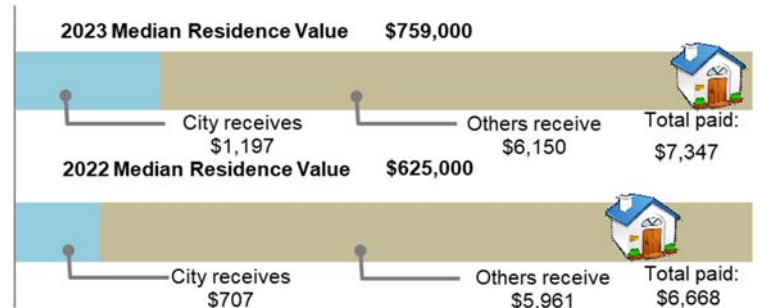 2023 Median Residence Value $759,000
City receives
$1,197
Others receive
$6,150
Total paid:
$7,347
2022 Median Residence Value $625,000
City receives
$707
Others receive
$5,961
Total paid:
$6,668